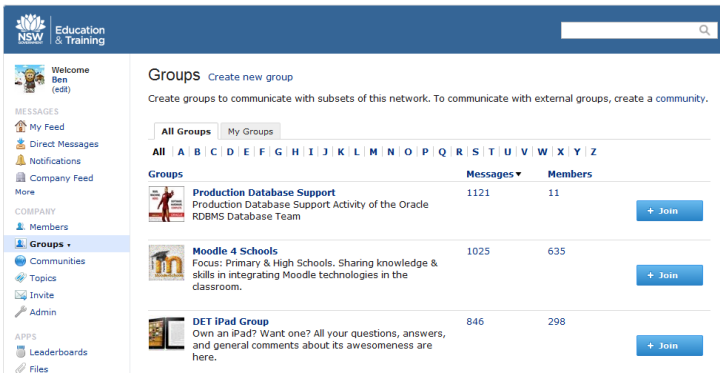 NSW
GOVERNMENT
Education
& Training
Welcome
Ben
(edit)
MESSAGES
My Feed
Direct Messages
Notifications
Company Feed
More
COMPANY
Members
Groups
Communities
Topics
Invite
Admin
APPS
Leaderboards
Files
Groups Create new group
Create groups to communicate with subsets of this network. To communicate with external groups, create a community.
All Groups My Groups
All A B C D E F G H I J K L M N O P Q R S T U V W X Y Z
Groups Messages▼ Members
Production Database Support 1121 11
Production Database Support Activity of the Oracle
RDBMS Database Team
+ Join
Moodle 4 Schools 1025 635
Focus: Primary & High Schools. Sharing knowledge &
skills in integrating Moodle technologies in the
classroom.
+ Join
DET iPad Group 846 298
Own an iPad? Want one? All your questions, answers,
and general comments about its awesomeness are
here.
+ Join